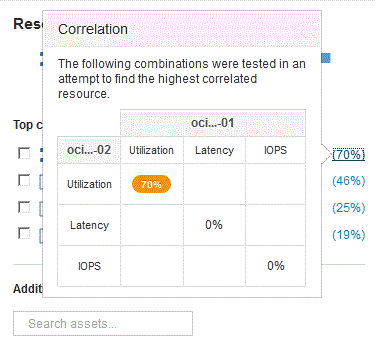 Correlation
The following combinations were tested in an
attempt to find the highest correlated
resource.
oci...-01
oci...-02 Utilization Latency IOPS
Utilization 70%
Latency 0%
IOPS 0%
Top c
(70%)
(46%)
(25%)
(19%)
Addit
Search assets...